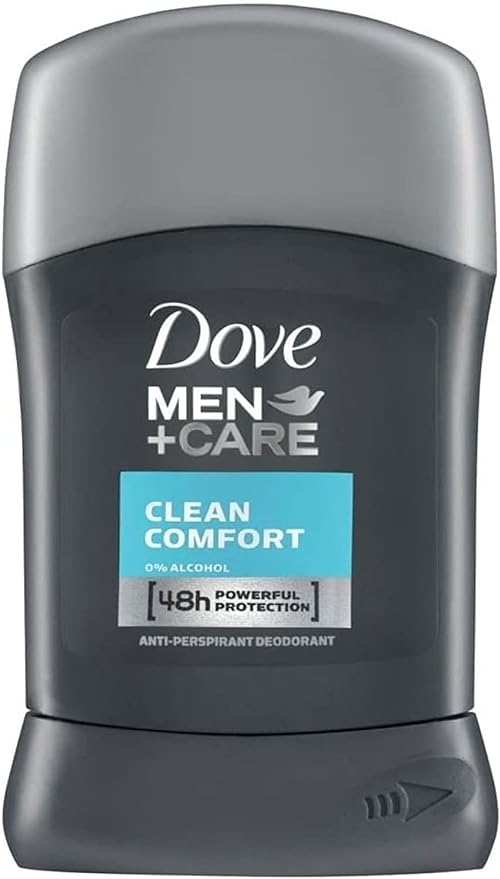 Dove
MEN
+CARE
CLEAN
COMFORT
0% ALCOHOL
[48h POWERFUL
PROTECTION]
ANTI-PERSPIRANT DEODORANT